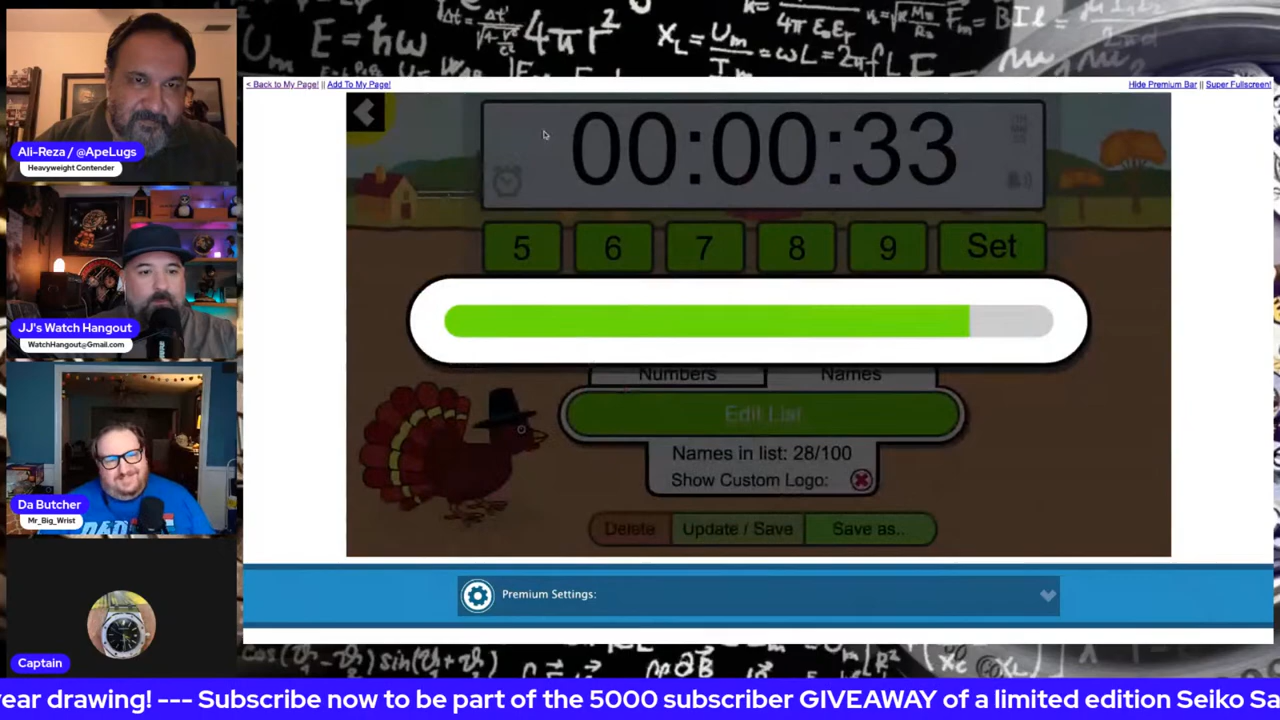 Ali-Reza / @ApeLugs
Heavyweight Contender
JJ's Watch Hangout
WatchHangout@Gmail.com
Da Butcher
Mr_Big_Wrist
Captain
< Back to My Page! || Add To My Page!
Hide Premium Bar || Super Fullscreen!
00:00:33
5 6 7 8 9 Set
Numbers Names
Edit List
Names in list: 28/100
Show Custom Logo:
Delete Update / Save Save as..
Premium Settings:
year drawing! --- Subscribe now to be part of the 5000 subscriber GIVEAWAY of a limited edition Seiko Sa